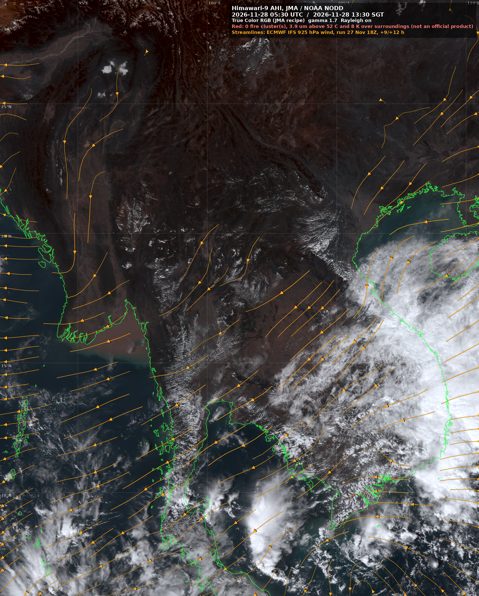 Himawari-9 AHI, JMA / NOAA NODD
2026-11-28 05:30 UTC / 2026-11-28 13:30 SGT
True Color RGB (JMA recipe) gamma 1.7 Rayleigh on
Red: 0 fire cluster(s), 3.9 um above 52 C and 8 K over surroundings (not an official product)
Streamlines: ECMWF IFS 925 hPa wind, run 27 Nov 18Z, +9/+12 h